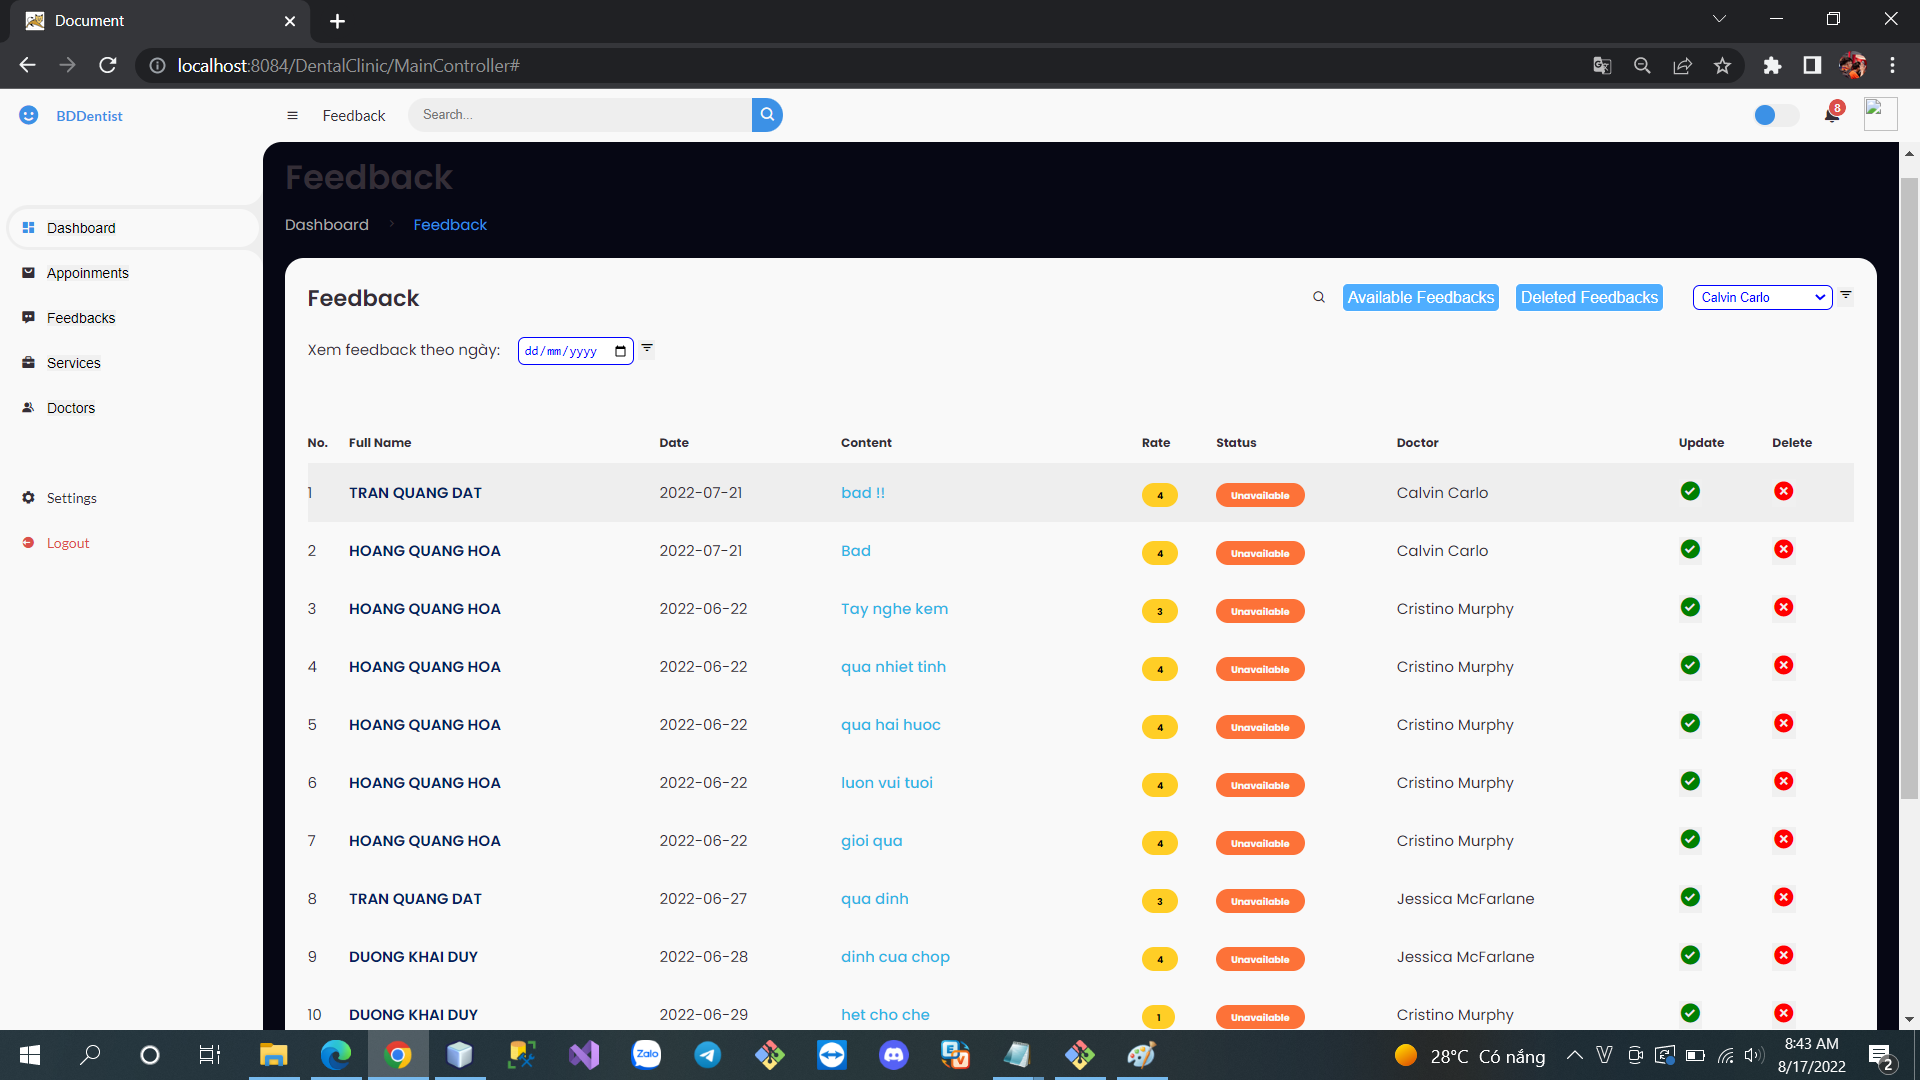 Document
localhost:8084/DentalClinic/MainController#
BDDentist
Feedback
Search...
8
Feedback
Dashboard
Feedback
Dashboard
Appoinments
Feedbacks
Services
Doctors
Settings
Logout
Feedback
Available Feedbacks
Deleted Feedbacks
Calvin Carlo
Xem feedback theo ngày:
dd/mm/yyyy
No. Full Name Date Content Rate Status Doctor Update Delete
1 TRAN QUANG DAT 2022-07-21 bad !! 4 Unavailable Calvin Carlo
2 HOANG QUANG HOA 2022-07-21 Bad 4 Unavailable Calvin Carlo
3 HOANG QUANG HOA 2022-06-22 Tay nghe kem 3 Unavailable Cristino Murphy
4 HOANG QUANG HOA 2022-06-22 qua nhiet tinh 4 Unavailable Cristino Murphy
5 HOANG QUANG HOA 2022-06-22 qua hai huoc 4 Unavailable Cristino Murphy
6 HOANG QUANG HOA 2022-06-22 luon vui tuoi 4 Unavailable Cristino Murphy
7 HOANG QUANG HOA 2022-06-22 gioi qua 4 Unavailable Cristino Murphy
8 TRAN QUANG DAT 2022-06-27 qua dinh 3 Unavailable Jessica McFarlane
9 DUONG KHAI DUY 2022-06-28 dinh cua chop 4 Unavailable Jessica McFarlane
10 DUONG KHAI DUY 2022-06-29 het cho che 1 Unavailable Cristino Murphy
Zalo
28°C Có nắng
8:43 AM
8/17/2022
2